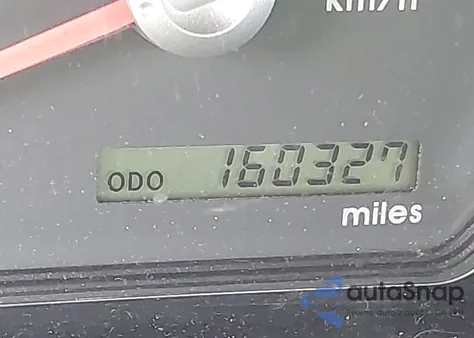 km/h
ODO 160327
miles
autoSnap